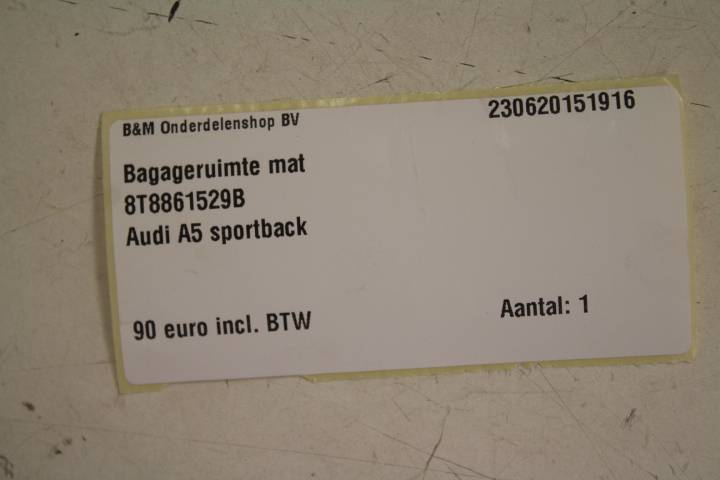 B&M Onderdelenshop BV
230620151916
Bagageruimte mat
8T8861529B
Audi A5 sportback
90 euro incl. BTW
Aantal: 1